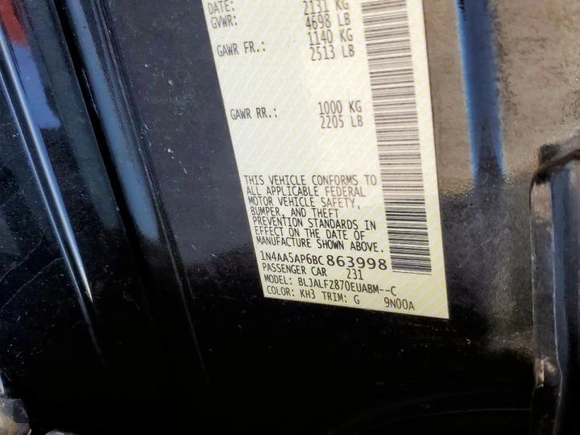 DATE: 2131 KG
GVWR: 4698 LB
GAWR FR.: 1140 KG
2513 LB
GAWR RR.: 1000 KG
2205 LB
THIS VEHICLE CONFORMS TO
ALL APPLICABLE FEDERAL
MOTOR VEHICLE SAFETY,
BUMPER, AND THEFT
PREVENTION STANDARDS IN
EFFECT ON THE DATE OF
MANUFACTURE SHOWN ABOVE.
1N4AA5AP6BC863998
PASSENGER CAR 231
MODEL: BLJALFZ870EUABM--C
COLOR: KH3 TRIM: G 9N00A